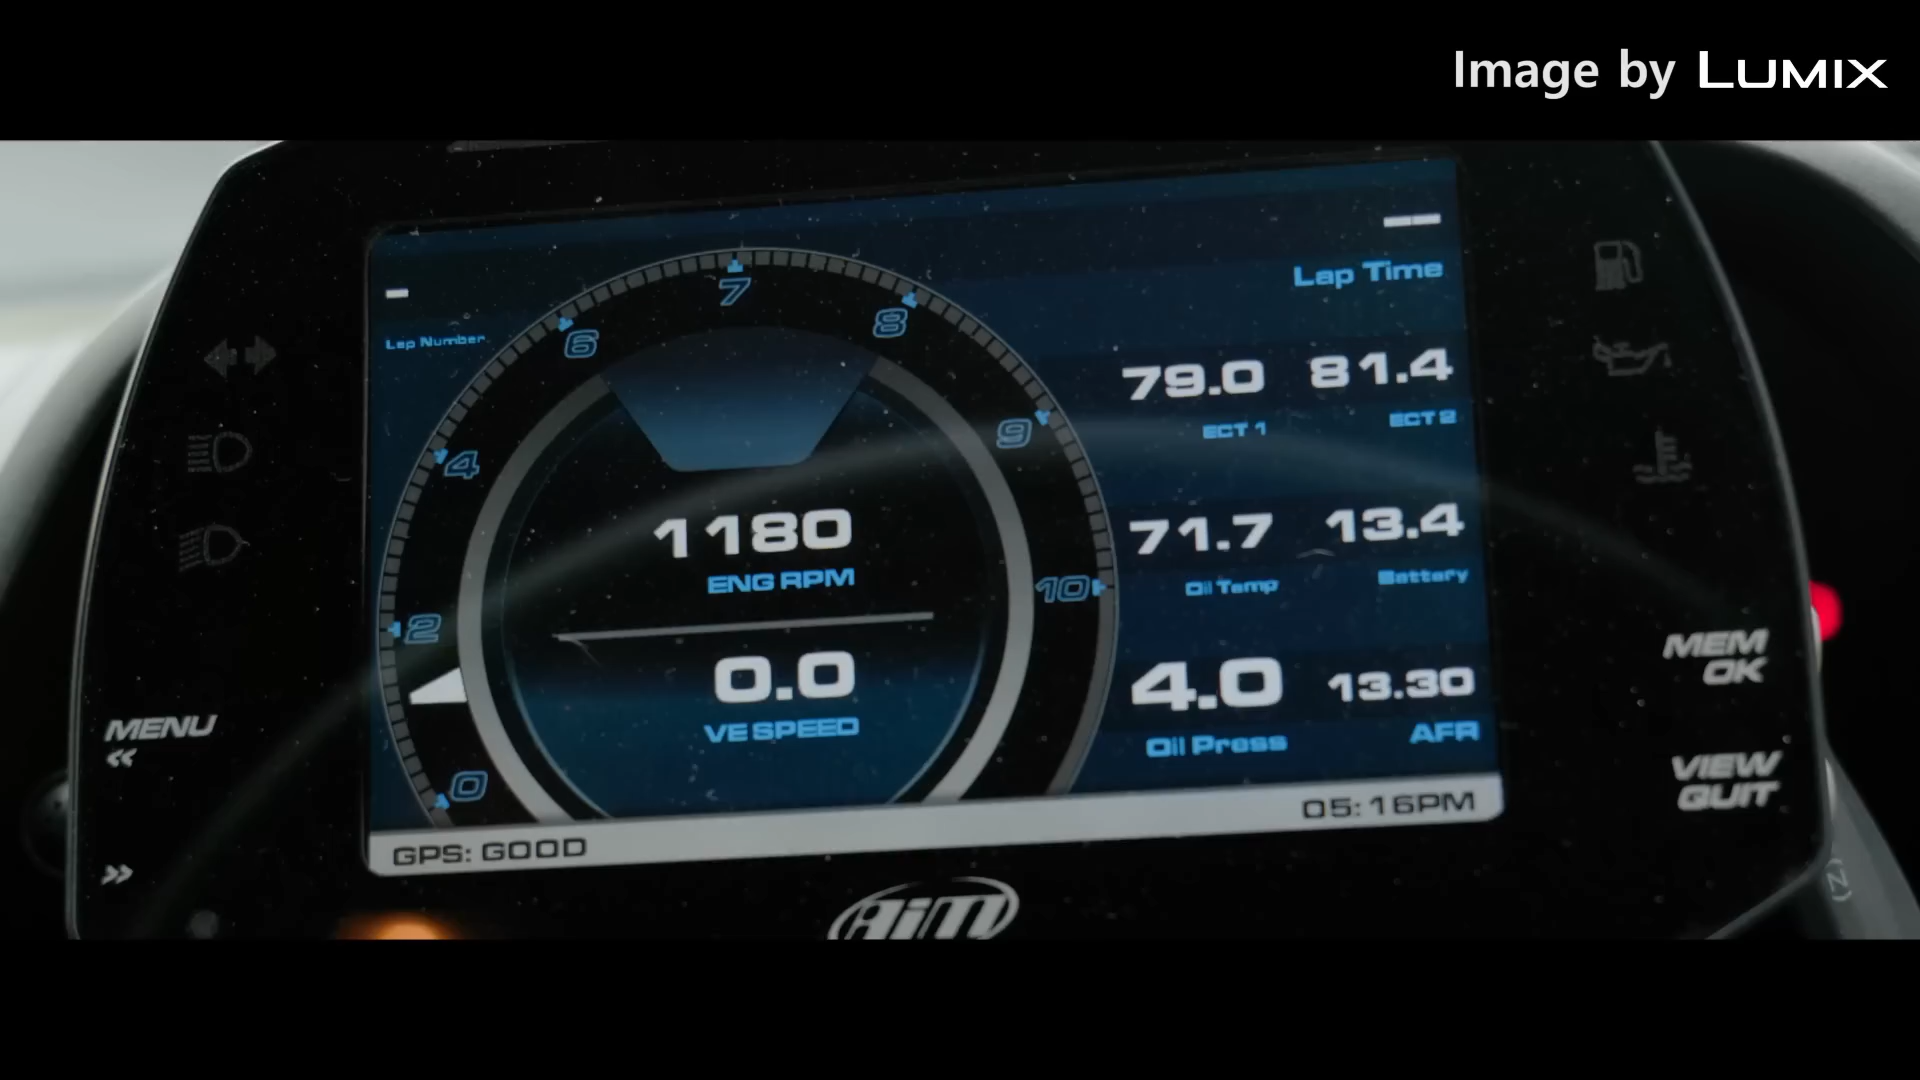 Image by LUMIX
Lap Time
Lap Number
0
2
4
6
7
8
9
10
1180
ENG RPM
0.0
VE SPEED
79.0 81.4
ECT 1 ECT 2
71.7 13.4
Oil Temp Battery
4.0 13.30
Oil Press AFR
GPS: GOOD 05:16PM
MENU
<<
>>
MEM
OK
VIEW
QUIT
AiM